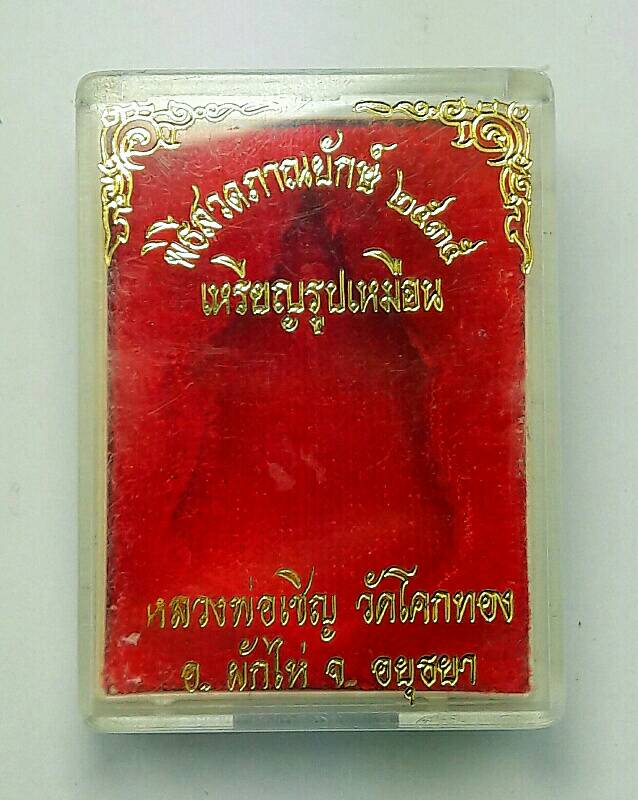 พิธีสวดภาณยักษ์ ๒๕๓๕
เหรียญรูปเหมือน
หลวงพ่อเชิญ วัดโคกทอง
อ. ผักไห่ จ. อยุธยา